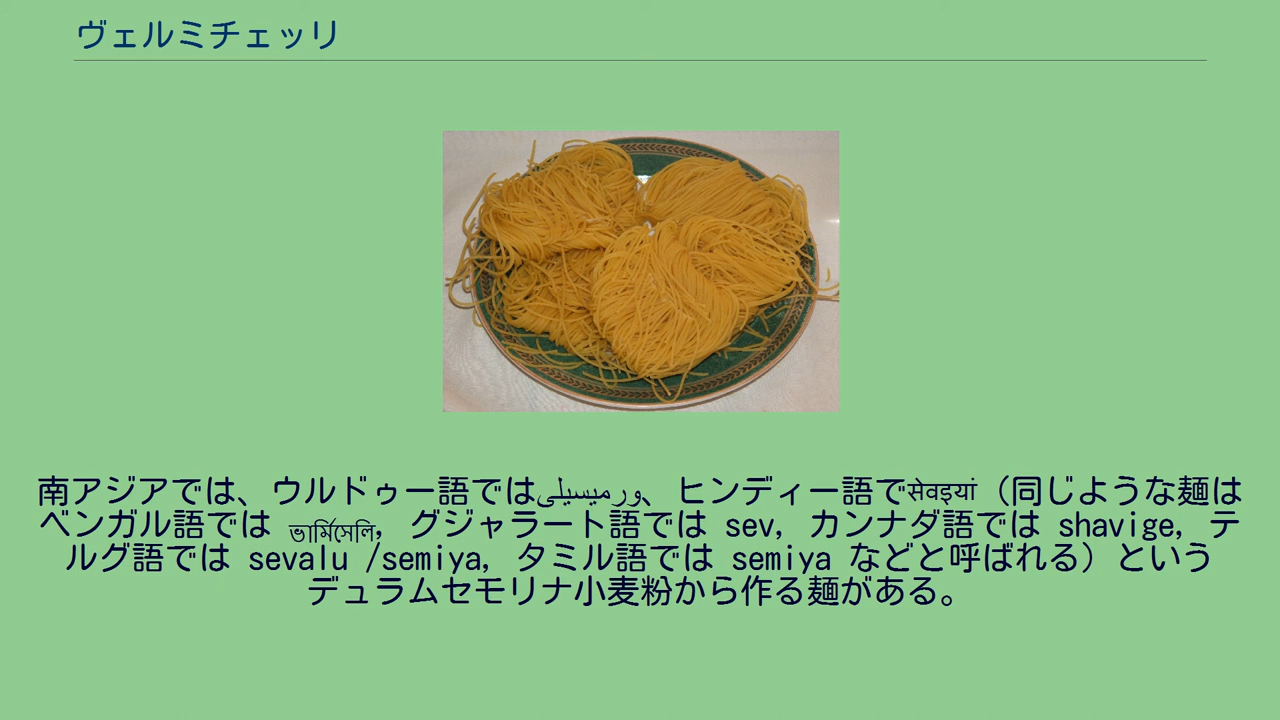 ヴェルミチェッリ
南アジアでは、ウルドゥー語ではورمیسیلی、ヒンディー語でसेवइयां（同じような麺は
ベンガル語では ভার্মিসেলি, グジャラート語では sev, カンナダ語では shavige, テ
ルグ語では sevalu /semiya, タミル語では semiya などと呼ばれる）という
デュラムセモリナ小麦粉から作る麺がある。